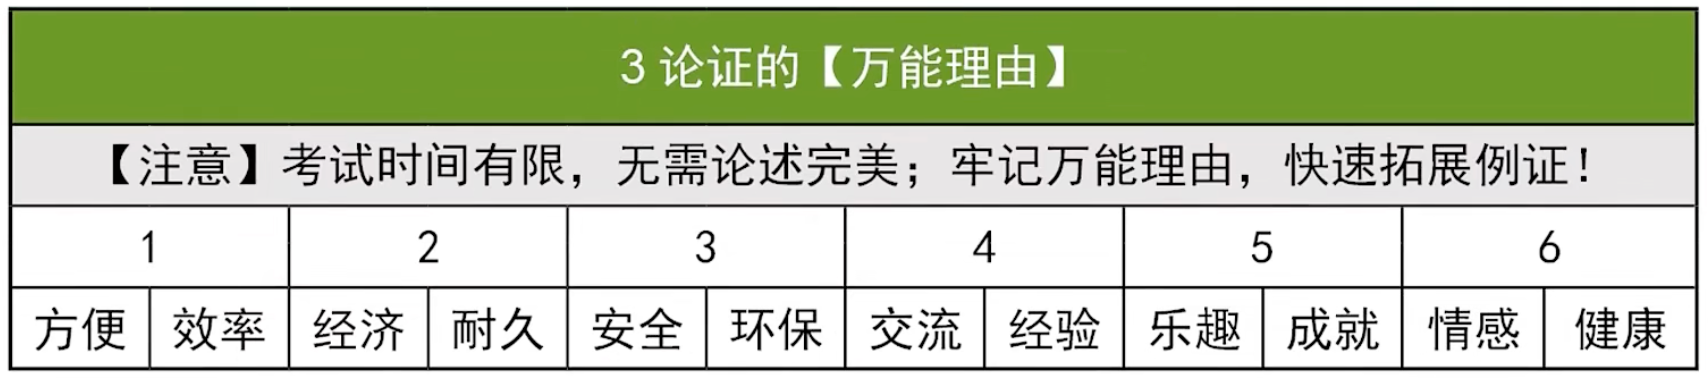 3 论证的【万能理由】
【注意】考试时间有限，无需论述完美；牢记万能理由，快速拓展例证！
1 2 3 4 5 6
方便 效率 经济 耐久 安全 环保 交流 经验 乐趣 成就 情感 健康